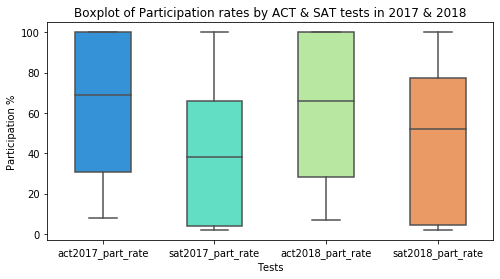 Boxplot of Participation rates by ACT & SAT tests in 2017 & 2018
Participation %
100
80
60
40
20
0
act2017_part_rate sat2017_part_rate act2018_part_rate sat2018_part_rate
Tests